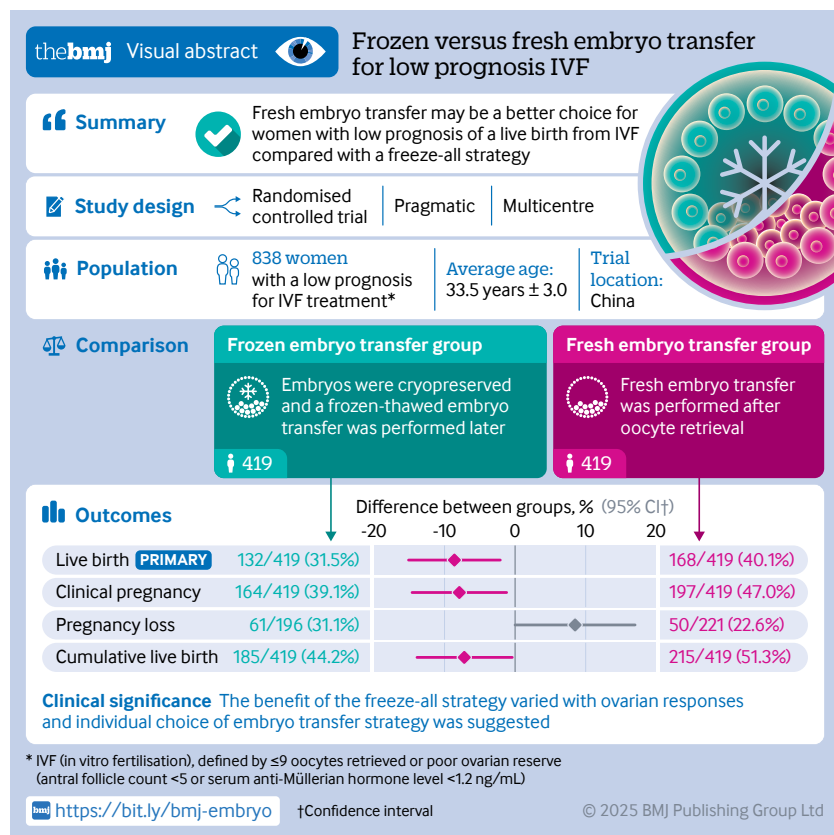 thebmj Visual abstract
Frozen versus fresh embryo transfer
for low prognosis IVF
Summary
Fresh embryo transfer may be a better choice for
women with low prognosis of a live birth from IVF
compared with a freeze-all strategy
Study design
Randomised
controlled trial
Pragmatic
Multicentre
Population
838 women
with a low prognosis
for IVF treatment*
Average age:
33.5 years ± 3.0
Trial
location:
China
Comparison
Frozen embryo transfer group
Embryos were cryopreserved
and a frozen-thawed embryo
transfer was performed later
419
Fresh embryo transfer group
Fresh embryo transfer
was performed after
oocyte retrieval
419
Outcomes
Difference between groups, % (95% CI†)
-20 -10 0 10 20
Live birth PRIMARY 132/419 (31.5%) 168/419 (40.1%)
Clinical pregnancy 164/419 (39.1%) 197/419 (47.0%)
Pregnancy loss 61/196 (31.1%) 50/221 (22.6%)
Cumulative live birth 185/419 (44.2%) 215/419 (51.3%)
Clinical significance The benefit of the freeze-all strategy varied with ovarian responses
and individual choice of embryo transfer strategy was suggested
* IVF (in vitro fertilisation), defined by ≤9 oocytes retrieved or poor ovarian reserve
(antral follicle count <5 or serum anti-Müllerian hormone level <1.2 ng/mL)
bmj https://bit.ly/bmj-embryo
†Confidence interval
© 2025 BMJ Publishing Group Ltd